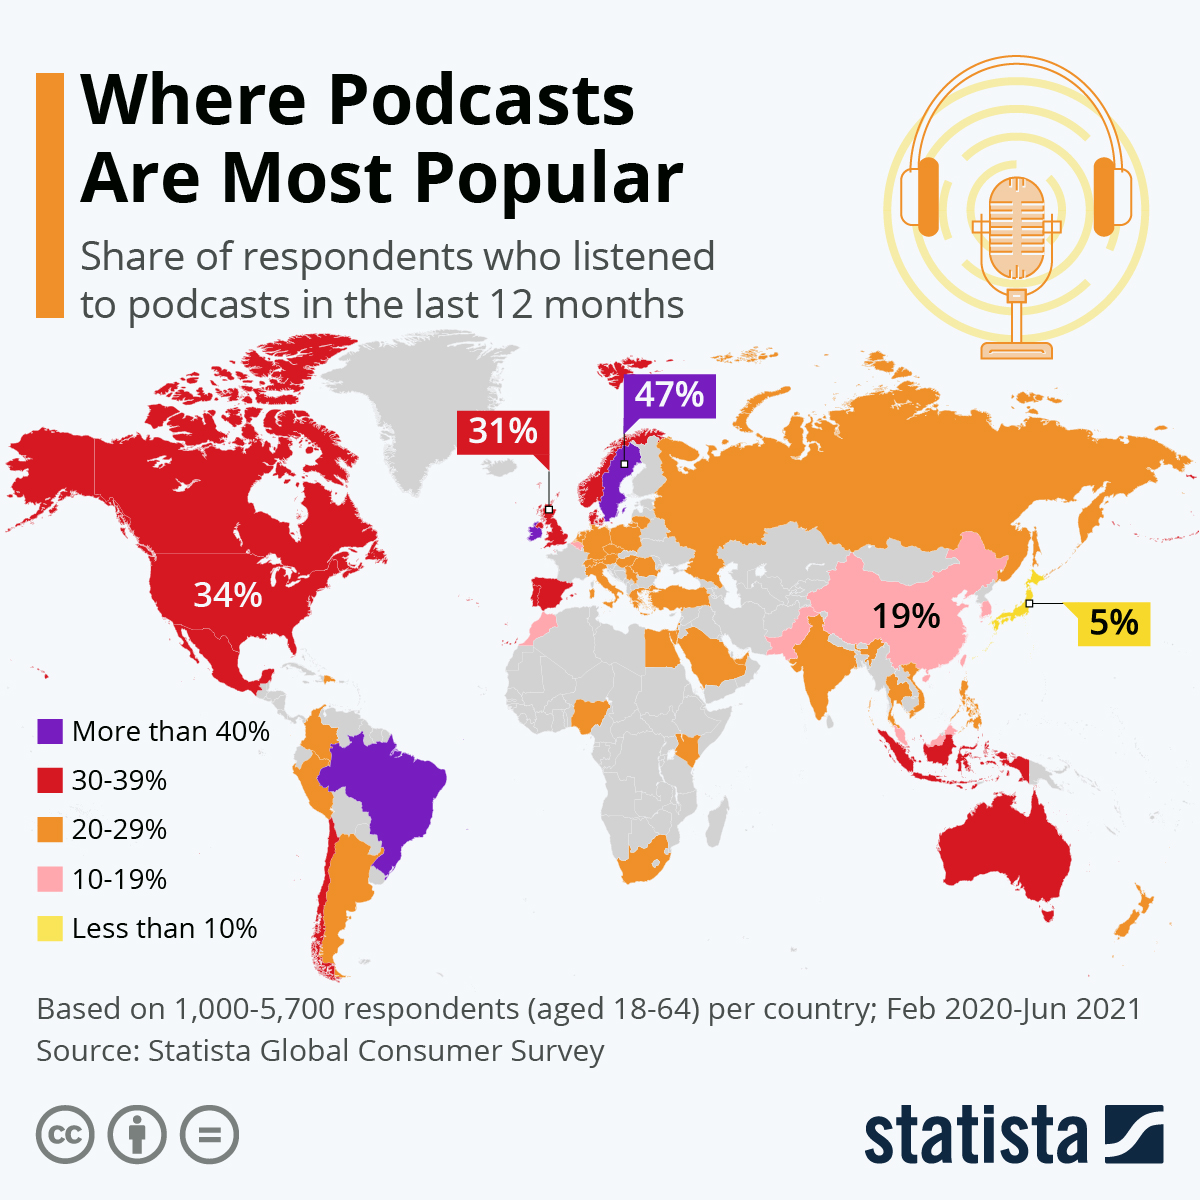 Where Podcasts
Are Most Popular
Share of respondents who listened
to podcasts in the last 12 months
47%
31%
34%
19%
5%
More than 40%
30-39%
20-29%
10-19%
Less than 10%
Based on 1,000-5,700 respondents (aged 18-64) per country; Feb 2020-Jun 2021
Source: Statista Global Consumer Survey
cc
statista